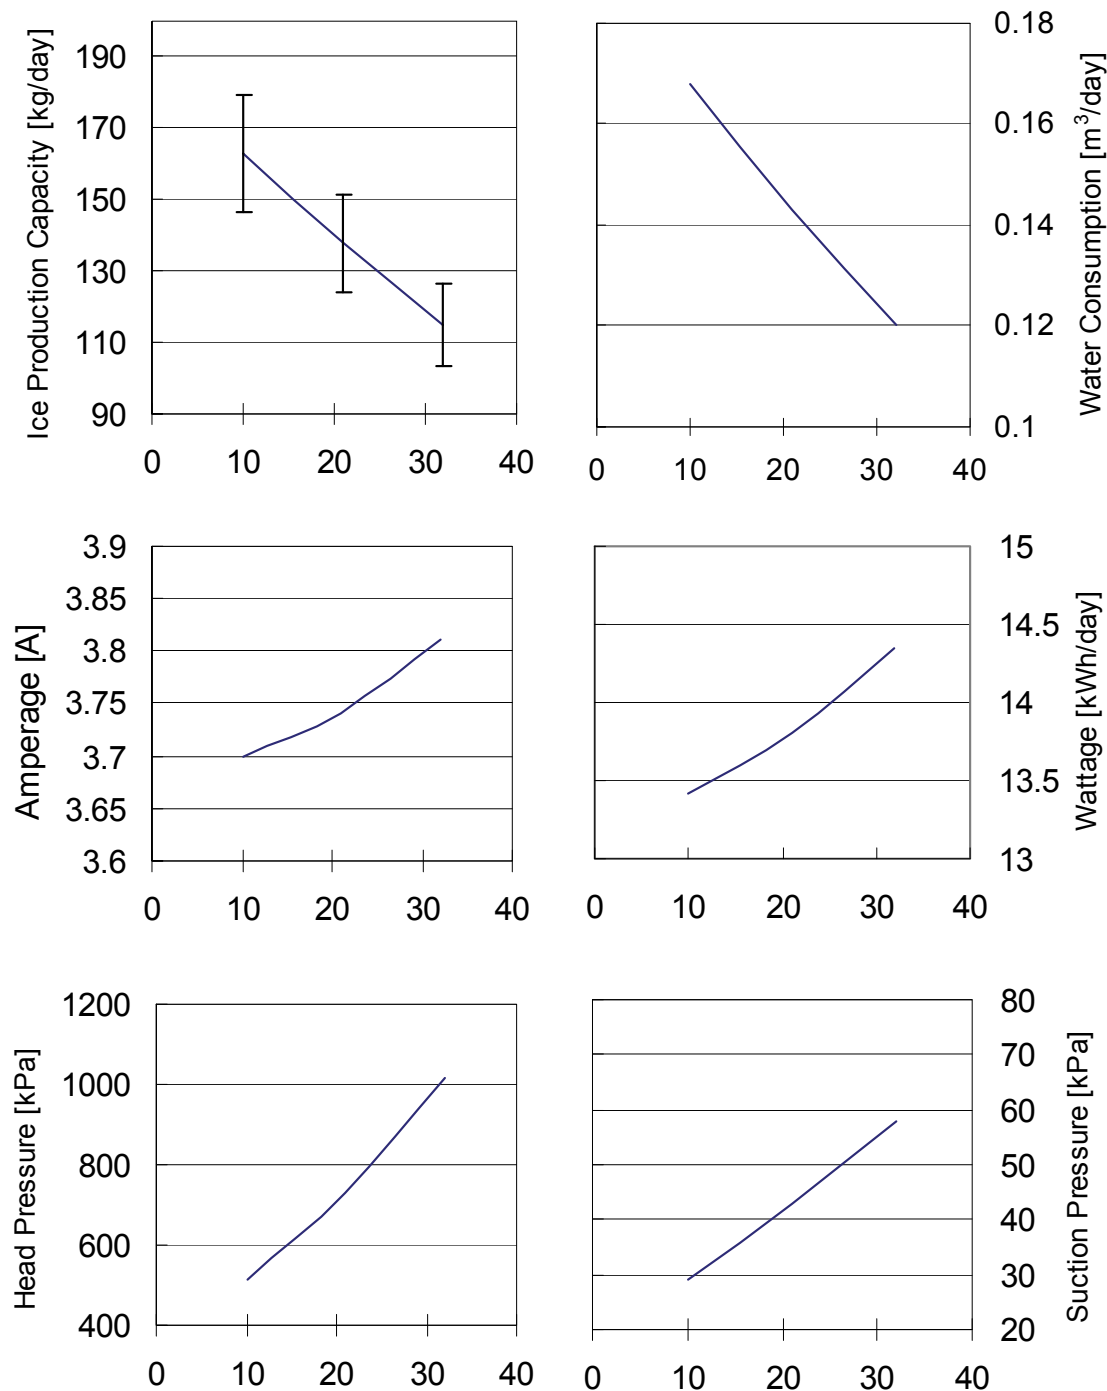 Ice Production Capacity [kg/day]
190
170
150
130
110
90
0 10 20 30 40
Water Consumption [m³/day]
0.18
0.16
0.14
0.12
0.1
0 10 20 30 40
Amperage [A]
3.9
3.85
3.8
3.75
3.7
3.65
3.6
0 10 20 30 40
Wattage [kWh/day]
15
14.5
14
13.5
13
0 10 20 30 40
Head Pressure [kPa]
1200
1000
800
600
400
0 10 20 30 40
Suction Pressure [kPa]
80
70
60
50
40
30
20
0 10 20 30 40